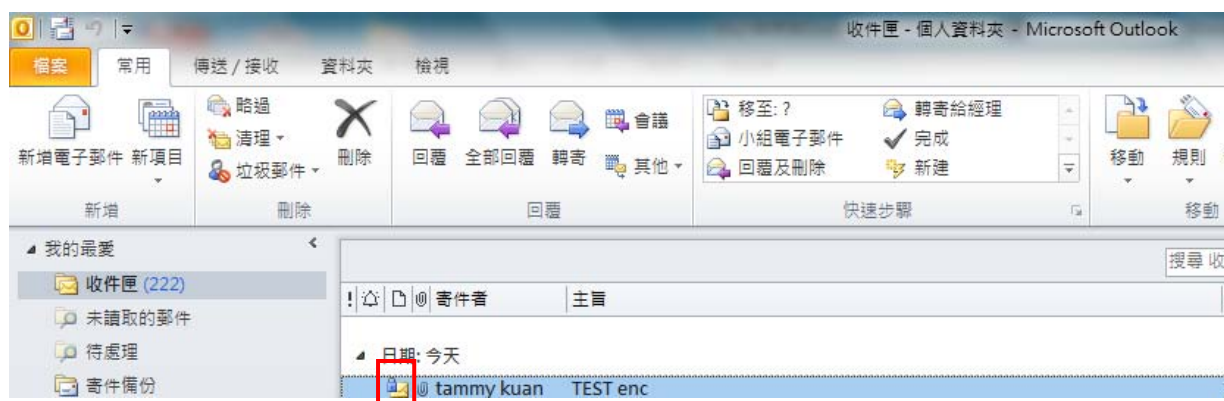 收件匣 - 個人資料夾 - Microsoft Outlook
檔案 常用 傳送 / 接收 資料夾 檢視
新增電子郵件 新項目
新增
略過
清理
垃圾郵件
刪除
刪除
回覆 全部回覆 轉寄
會議
其他
回覆
移至: ? 轉寄給經理
小組電子郵件 完成
回覆及刪除 新建
快速步驟
移動 規則
移動
我的最愛
收件匣 (222)
未讀取的郵件
待處理
寄件備份
搜尋 收
! 寄件者 主旨
日期: 今天
tammy kuan TEST enc